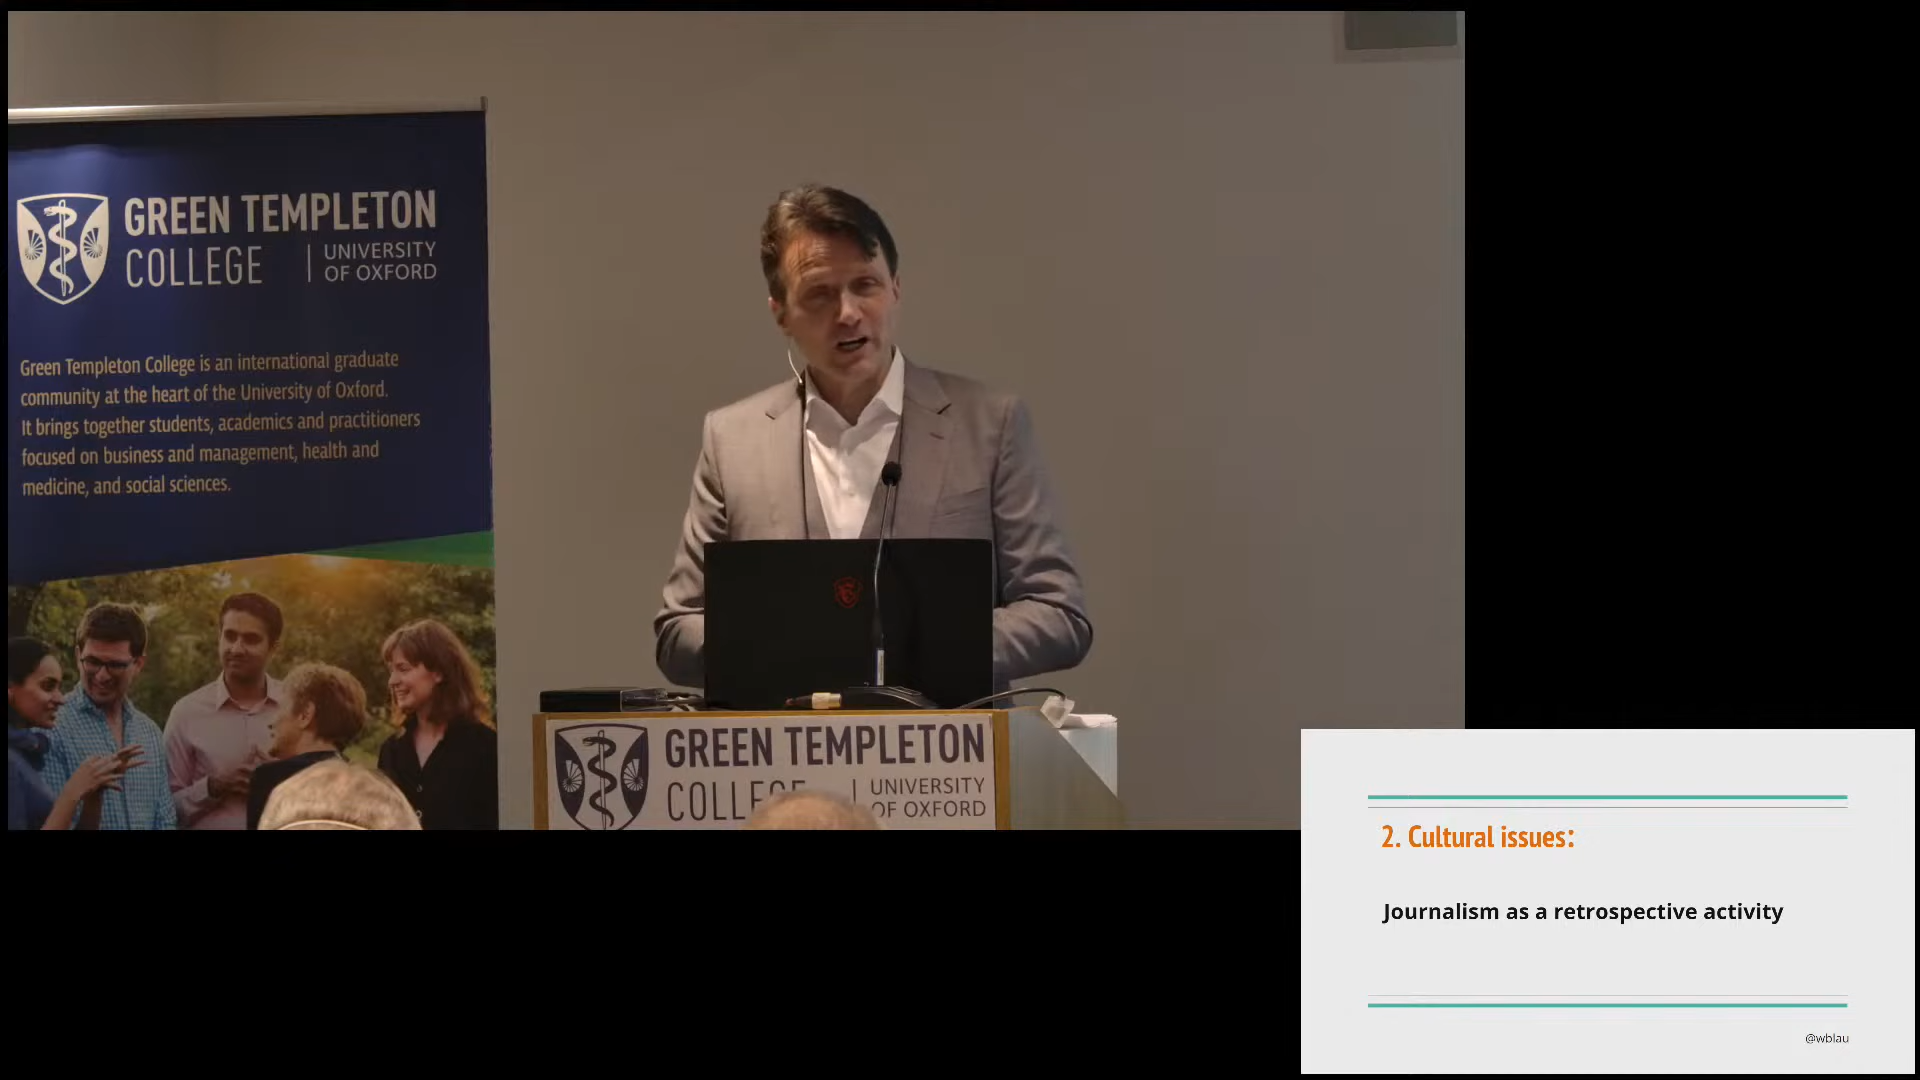 GREEN TEMPLETON
COLLEGE
UNIVERSITY
OF OXFORD
Green Templeton College is an international graduate
community at the heart of the University of Oxford.
It brings together students, academics and practitioners
focused on business and management, health and
medicine, and social sciences.
GREEN TEMPLETON
COLLEGE
UNIVERSITY
OF OXFORD
2. Cultural issues:
Journalism as a retrospective activity
@wblau